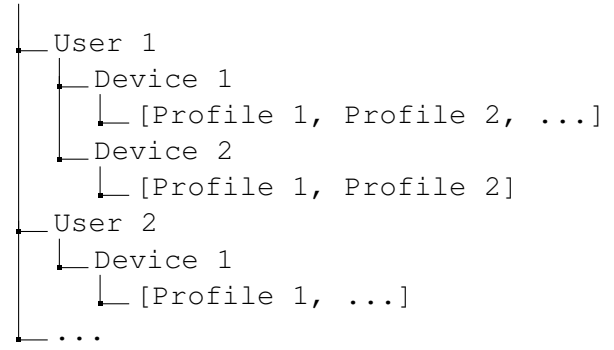 User 1
Device 1
[Profile 1, Profile 2, ...]
Device 2
[Profile 1, Profile 2]
User 2
Device 1
[Profile 1, ...]
...